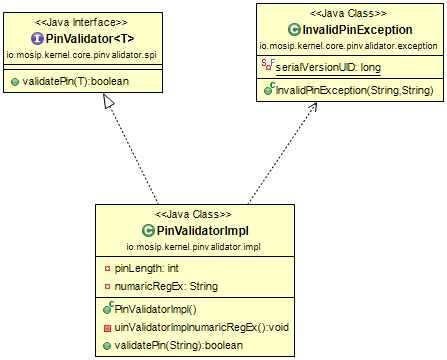 <<Java Interface>>
PinValidator<T>
io.mosip.kernel.core.pinvalidator.spi
validatePin(T):boolean
<<Java Class>>
InvalidPinException
io.mosip.kernel.core.pinvalidator.exception
serialVersionUID: long
InvalidPinException(String,String)
<<Java Class>>
PinValidatorImpl
io.mosip.kernel.pinvalidator.impl
pinLength: int
numaricRegEx: String
PinValidatorImpl()
uinValidatorImplnumaricRegEx():void
validatePin(String):boolean